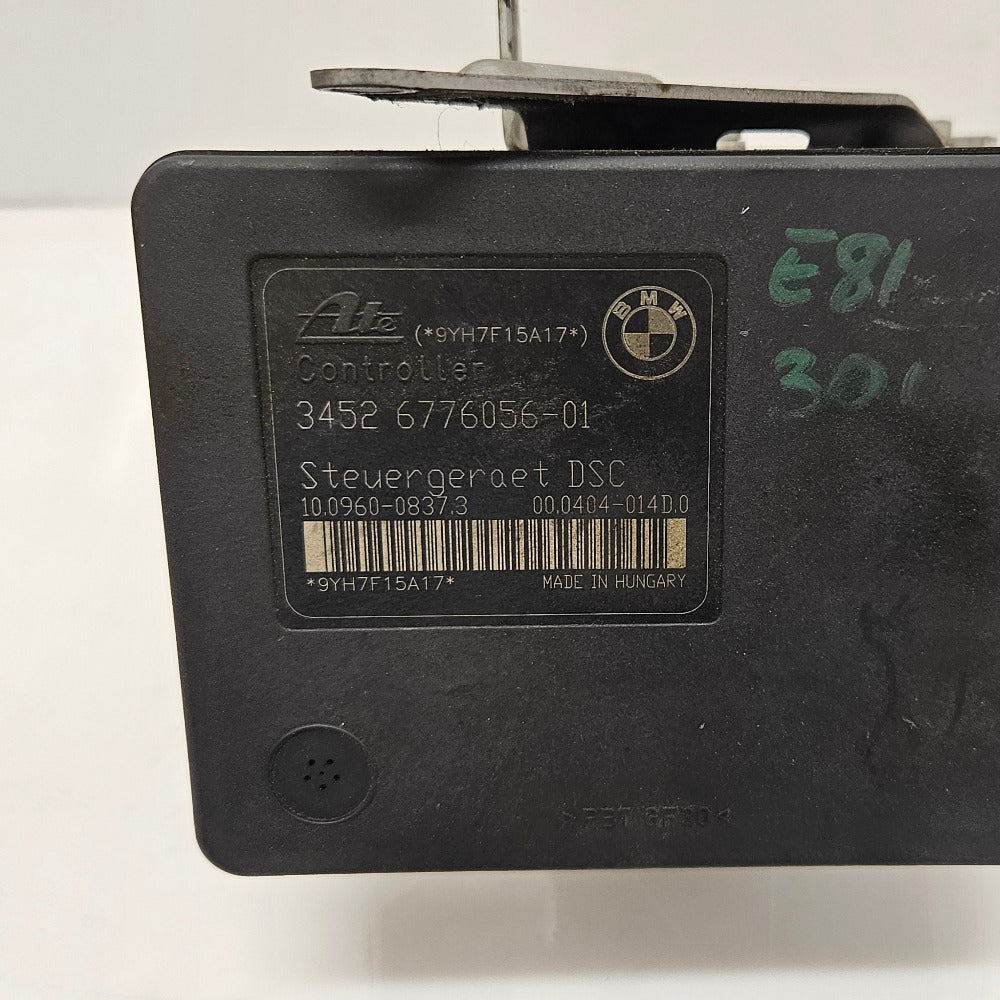 Ate (*9YH7F15A17*) BMW
Controller
3452 6776056-01
Steuergeraet DSC
10.0960-0837.3 00.0404-014D.0
*9YH7F15A17* MADE IN HUNGARY
E81